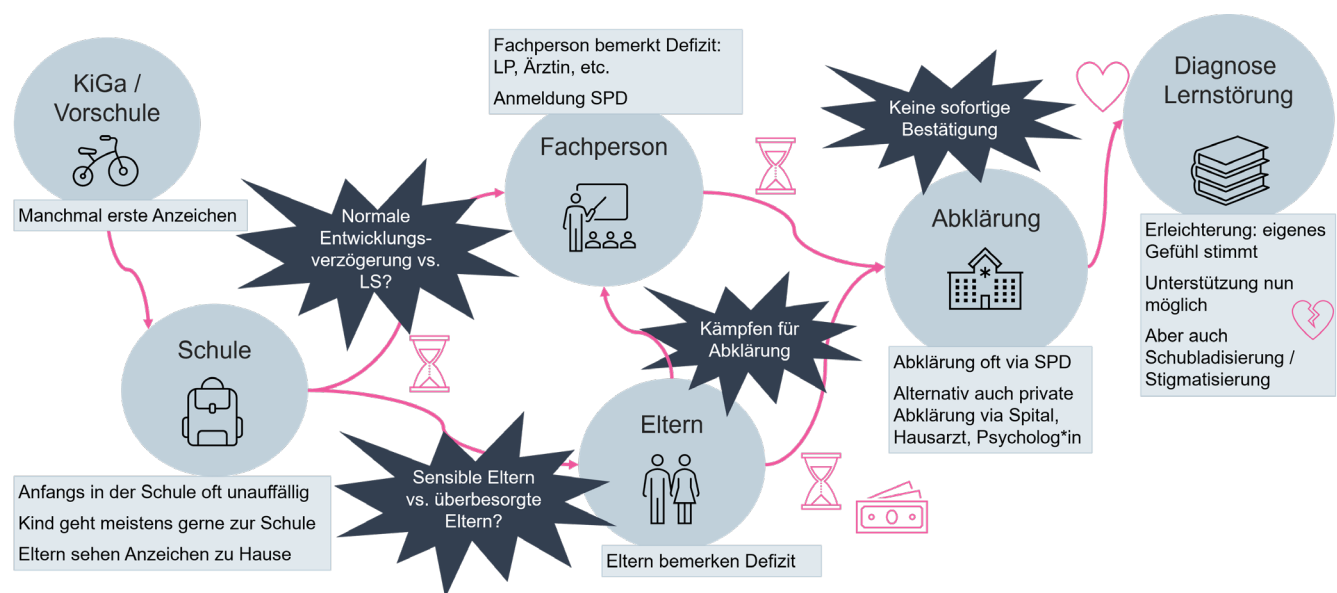 KiGa /
Vorschule
Manchmal erste Anzeichen
Schule
Anfangs in der Schule oft unauffällig
Kind geht meistens gerne zur Schule
Eltern sehen Anzeichen zu Hause
Normale
Entwicklungs-
verzögerung vs.
LS?
Sensible Eltern
vs. überbesorgte
Eltern?
Fachperson bemerkt Defizit:
LP, Ärztin, etc.
Anmeldung SPD
Fachperson
Kämpfen für
Abklärung
Eltern
Eltern bemerken Defizit
Keine sofortige
Bestätigung
Abklärung
Abklärung oft via SPD
Alternativ auch private
Abklärung via Spital,
Hausarzt, Psycholog*in
Diagnose
Lernstörung
Erleichterung: eigenes
Gefühl stimmt
Unterstützung nun
möglich
Aber auch
Schubladisierung /
Stigmatisierung